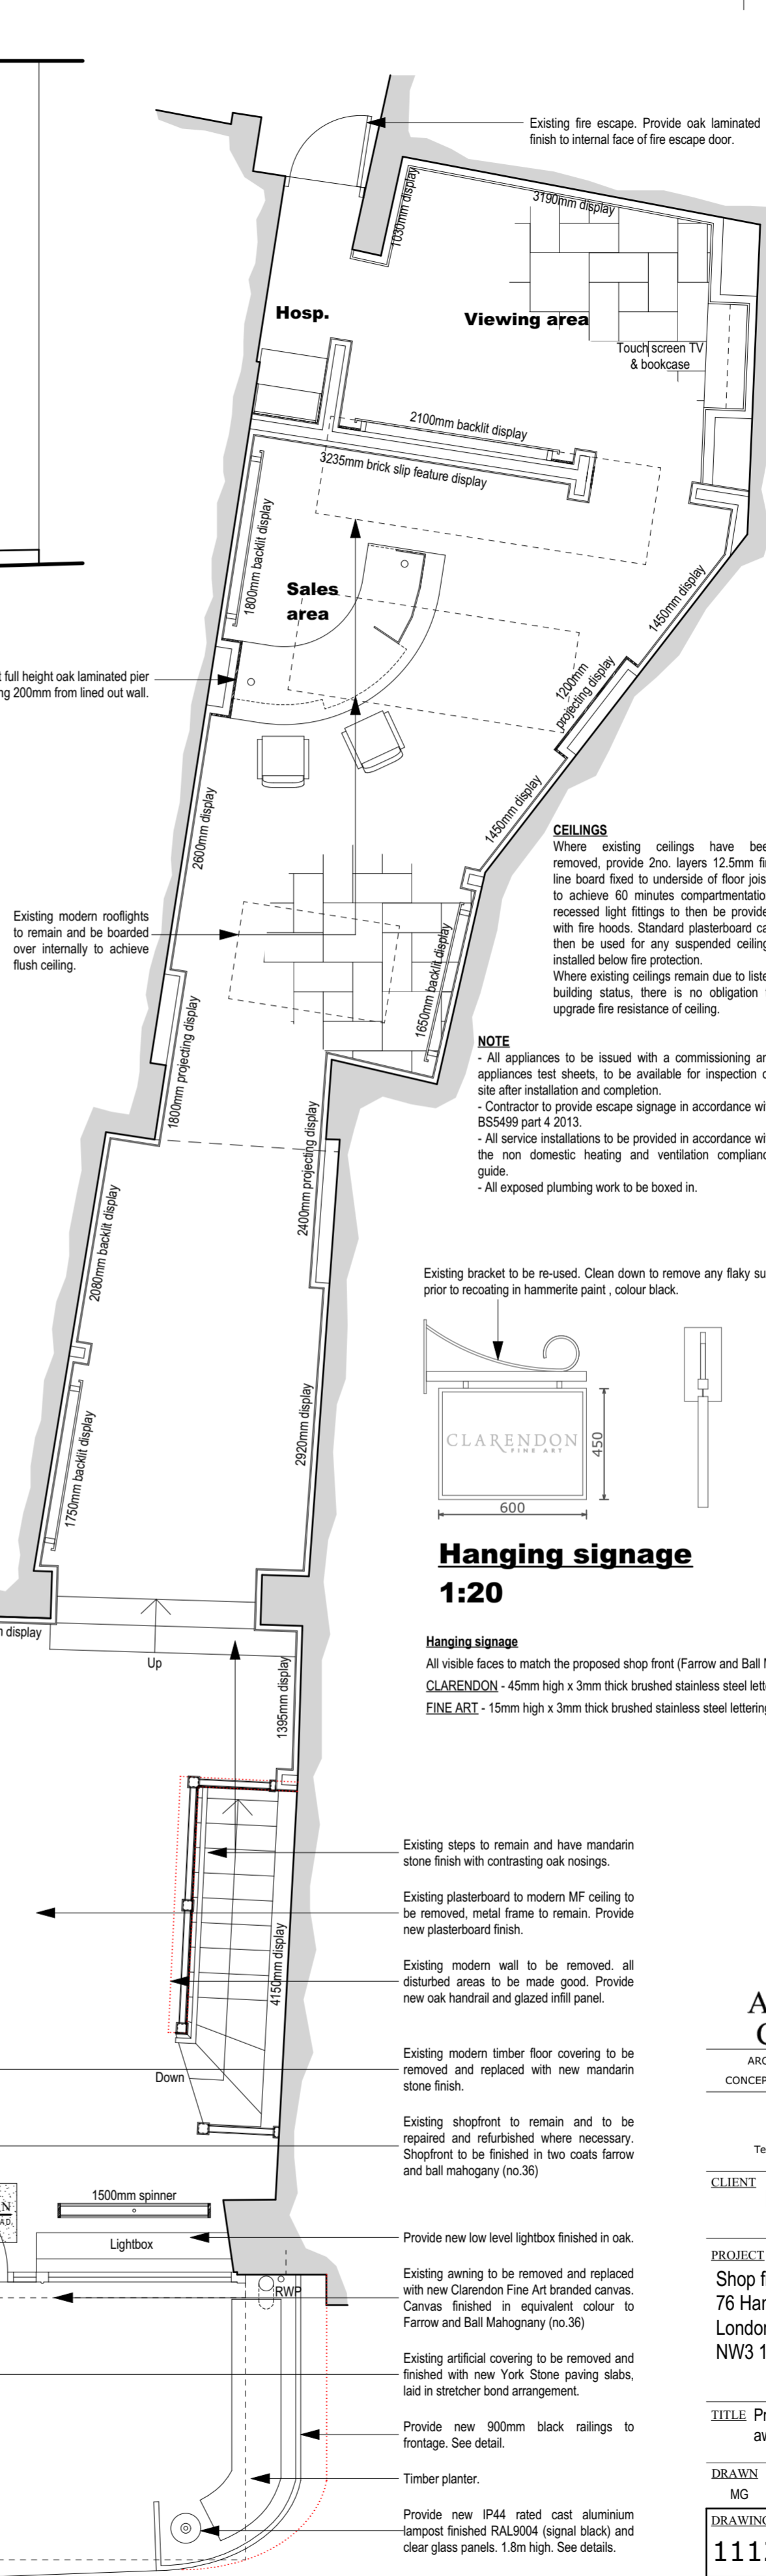 Existing fire escape. Provide oak laminated
finish to internal face of fire escape door.
1030mm display
3190mm display
Hosp.
Viewing area
Touch screen TV
& bookcase
2100mm backlit display
3235mm brick slip feature display
1800mm backlit display
Sales
area
1450mm display
1200mm
projecting display
full height oak laminated pier
200mm from lined out wall.
2600mm display
1450mm display
CEILINGS
Where existing ceilings have
removed, provide 2no. layers 12.5mm
line board fixed to underside of floor
to achieve 60 minutes
recessed light fittings to then be
with fire hoods. Standard plasterboard
then be used for any suspended
installed below fire protection.
Where existing ceilings remain due to
building status, there is no obligation
upgrade fire resistance of ceiling.
Existing modern rooflights
to remain and be boarded
over internally to achieve
flush ceiling.
1650mm backlit display
1800mm projecting display
NOTE
- All appliances to be issued with a commissioning
appliances test sheets, to be available for inspection
site after installation and completion.
- Contractor to provide escape signage in accordance
BS5499 part 4 2013.
- All service installations to be provided in accordance
the non domestic heating and ventilation
guide.
- All exposed plumbing work to be boxed in.
2400mm projecting display
2080mm backlit display
Existing bracket to be re-used. Clean down to remove any flaky
prior to recoating in hammerite paint , colour black.
CLARENDON
FINE ART
450
600
2920mm display
1750mm backlit display
Hanging signage
1:20
display
Up
1395mm display
Hanging signage
All visible faces to match the proposed shop front (Farrow and Ball
CLARENDON - 45mm high x 3mm thick brushed stainless steel
FINE ART - 15mm high x 3mm thick brushed stainless steel lettering
Existing steps to remain and have mandarin
stone finish with contrasting oak nosings.
Existing plasterboard to modern MF ceiling to
be removed, metal frame to remain. Provide
new plasterboard finish.
4150mm display
Existing modern wall to be removed. all
disturbed areas to be made good. Provide
new oak handrail and glazed infill panel.
Existing modern timber floor covering to be
removed and replaced with new mandarin
stone finish.
Down
Existing shopfront to remain and to be
repaired and refurbished where necessary.
Shopfront to be finished in two coats farrow
and ball mahogany (no.36)
1500mm spinner
Lightbox
Provide new low level lightbox finished in oak.
RWP
Existing awning to be removed and replaced
with new Clarendon Fine Art branded canvas.
Canvas finished in equivalent colour to
Farrow and Ball Mahognany (no.36)
Existing artificial covering to be removed and
finished with new York Stone paving slabs,
laid in stretcher bond arrangement.
Provide new 900mm black railings to
frontage. See detail.
Timber planter.
Provide new IP44 rated cast aluminium
lampost finished RAL9004 (signal black) and
clear glass panels. 1.8m high. See details.
CLIENT
PROJECT
Shop
76
NW3
TITLE
DRAWN
MG